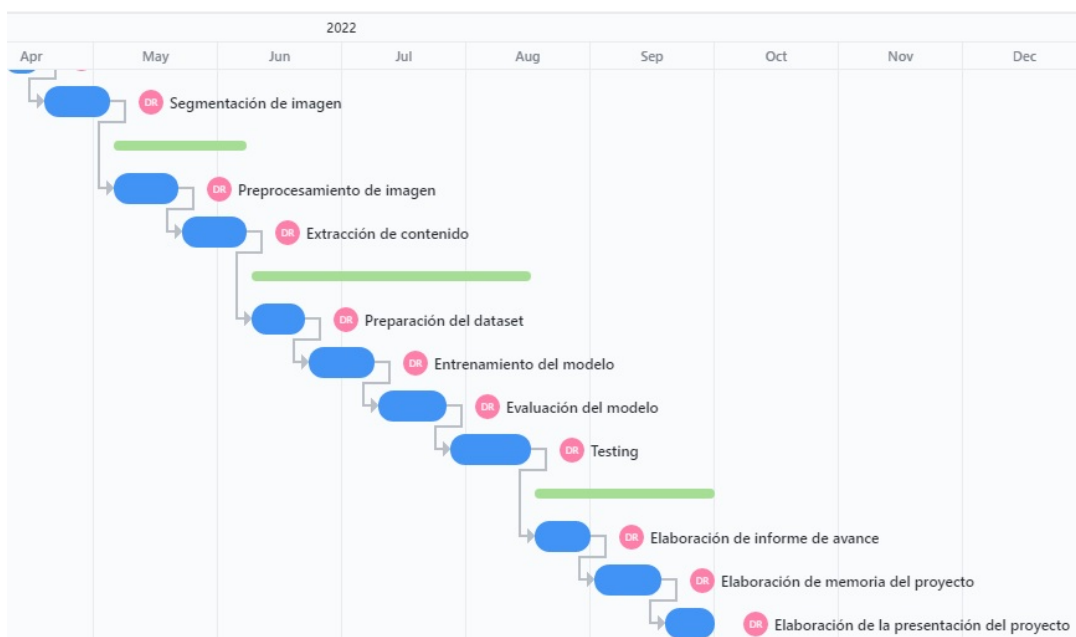 2022
Apr May Jun Jul Aug Sep Oct Nov Dec
DR Segmentación de imagen
DR Preprocesamiento de imagen
DR Extracción de contenido
DR Preparación del dataset
DR Entrenamiento del modelo
DR Evaluación del modelo
DR Testing
DR Elaboración de informe de avance
DR Elaboración de memoria del proyecto
DR Elaboración de la presentación del proyecto